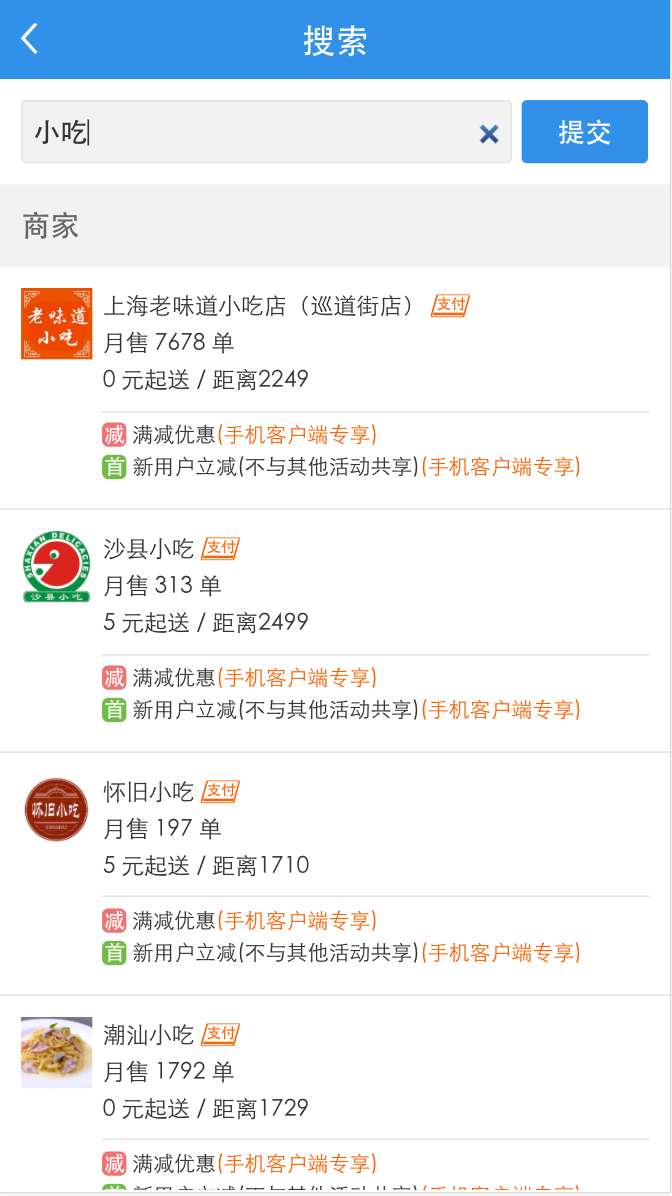 搜索
小吃
提交
商家
老味道
小吃
上海老味道小吃店（巡道街店）
支付
月售 7678 单
0 元起送 / 距离2249
减 满减优惠(手机客户端专享)
首 新用户立减(不与其他活动共享)(手机客户端专享)
SHAXIAN DELICACIES
沙县小吃
沙县小吃
支付
月售 313 单
5 元起送 / 距离2499
减 满减优惠(手机客户端专享)
首 新用户立减(不与其他活动共享)(手机客户端专享)
怀旧小吃
怀旧小吃
支付
月售 197 单
5 元起送 / 距离1710
减 满减优惠(手机客户端专享)
首 新用户立减(不与其他活动共享)(手机客户端专享)
潮汕小吃
支付
月售 1792 单
0 元起送 / 距离1729
减 满减优惠(手机客户端专享)